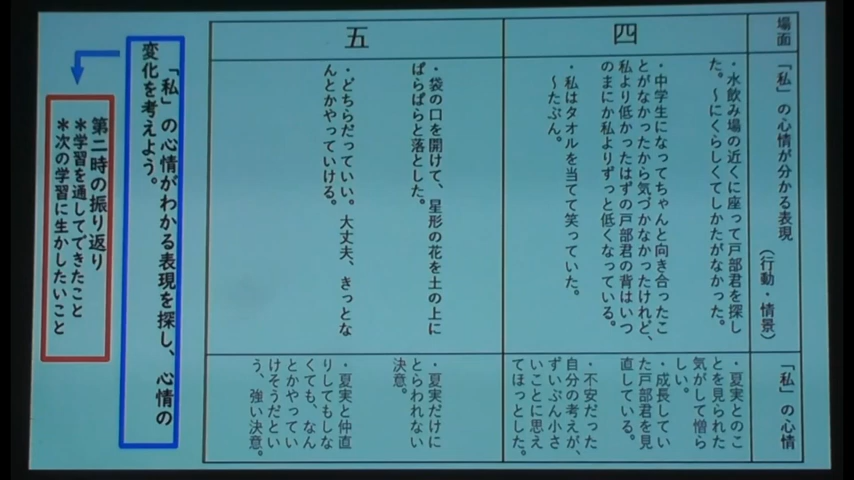 場面
「私」の心情が分かる表現
(行動・情景)
「私」の心情
四
・水飲み場の近くに座って戸部君を探し
た。～にくらしくてしかたがなかった。
・中学生になってちゃんと向き合ったこ
とがなかったから気づかなかったけれど、
私より低かったはずの戸部君の背はいつ
のまにか私よりずっと低くなっている。
・私はタオルを当てて笑っていた。
～たぶん。
・夏実とのこ
とを見られた
気がして憎ら
しい。
・成長してい
た戸部君を見
直している。
・不安だった
自分の考えが、
ずいぶん小さ
いことに思え
てほっとした。
五
・袋の口を開けて、星形の花を土の上に
ぱらぱらと落とした。
・どちらだっていい。大丈夫、きっとな
んとかやっていける。
・夏実だけに
とらわれない
決意。
・夏実と仲直
りしてもしな
くても、なん
とかやってい
けそうだとい
う、強い決意。
「私」の心情がわかる表現を探し、心情の
変化を考えよう。
第二時の振り返り
＊学習を通してできたこと
＊次の学習に生かしたいこと